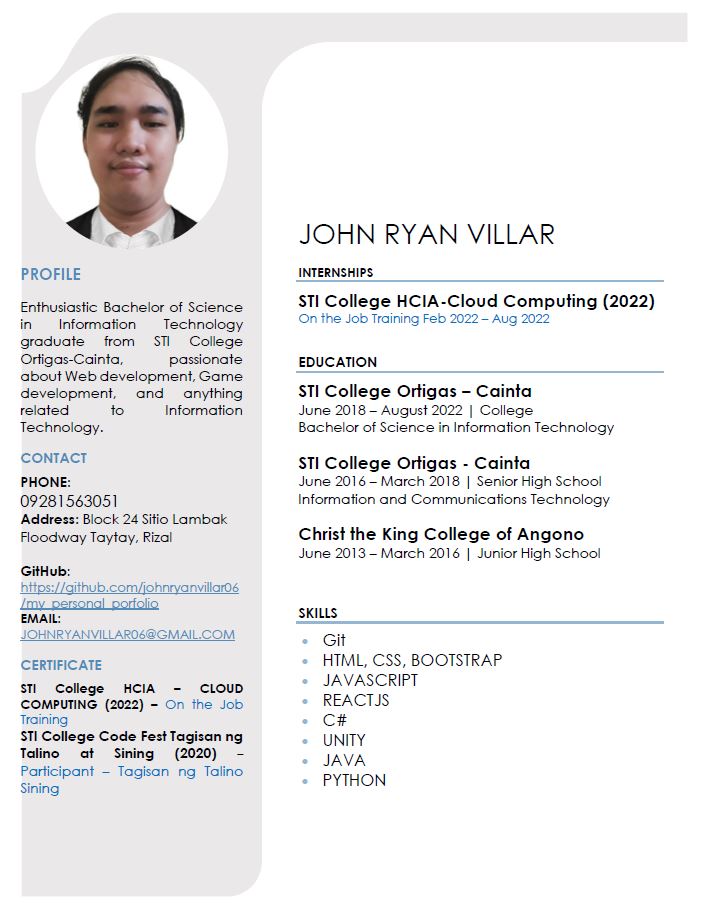 PROFILE
Enthusiastic Bachelor of Science
in Information Technology
graduate from STI College
Ortigas-Cainta, passionate
about Web development, Game
development, and anything
related to Information
Technology.
CONTACT
PHONE:
09281563051
Address: Block 24 Sitio Lambak
Floodway Taytay, Rizal
GitHub:
https://github.com/johnryanvillar06
/my_personal_porfolio
EMAIL:
JOHNRYANVILLAR06@GMAIL.COM
CERTIFICATE
STI College HCIA – CLOUD
COMPUTING (2022) – On the Job
Training
STI College Code Fest Tagisan ng
Talino at Sining (2020) –
Participant – Tagisan ng Talino
Sining
JOHN RYAN VILLAR
INTERNSHIPS
STI College HCIA-Cloud Computing (2022)
On the Job Training Feb 2022 – Aug 2022
EDUCATION
STI College Ortigas – Cainta
June 2018 – August 2022 | College
Bachelor of Science in Information Technology
STI College Ortigas - Cainta
June 2016 – March 2018 | Senior High School
Information and Communications Technology
Christ the King College of Angono
June 2013 – March 2016 | Junior High School
SKILLS
• Git
• HTML, CSS, BOOTSTRAP
• JAVASCRIPT
• REACTJS
• C#
• UNITY
• JAVA
• PYTHON